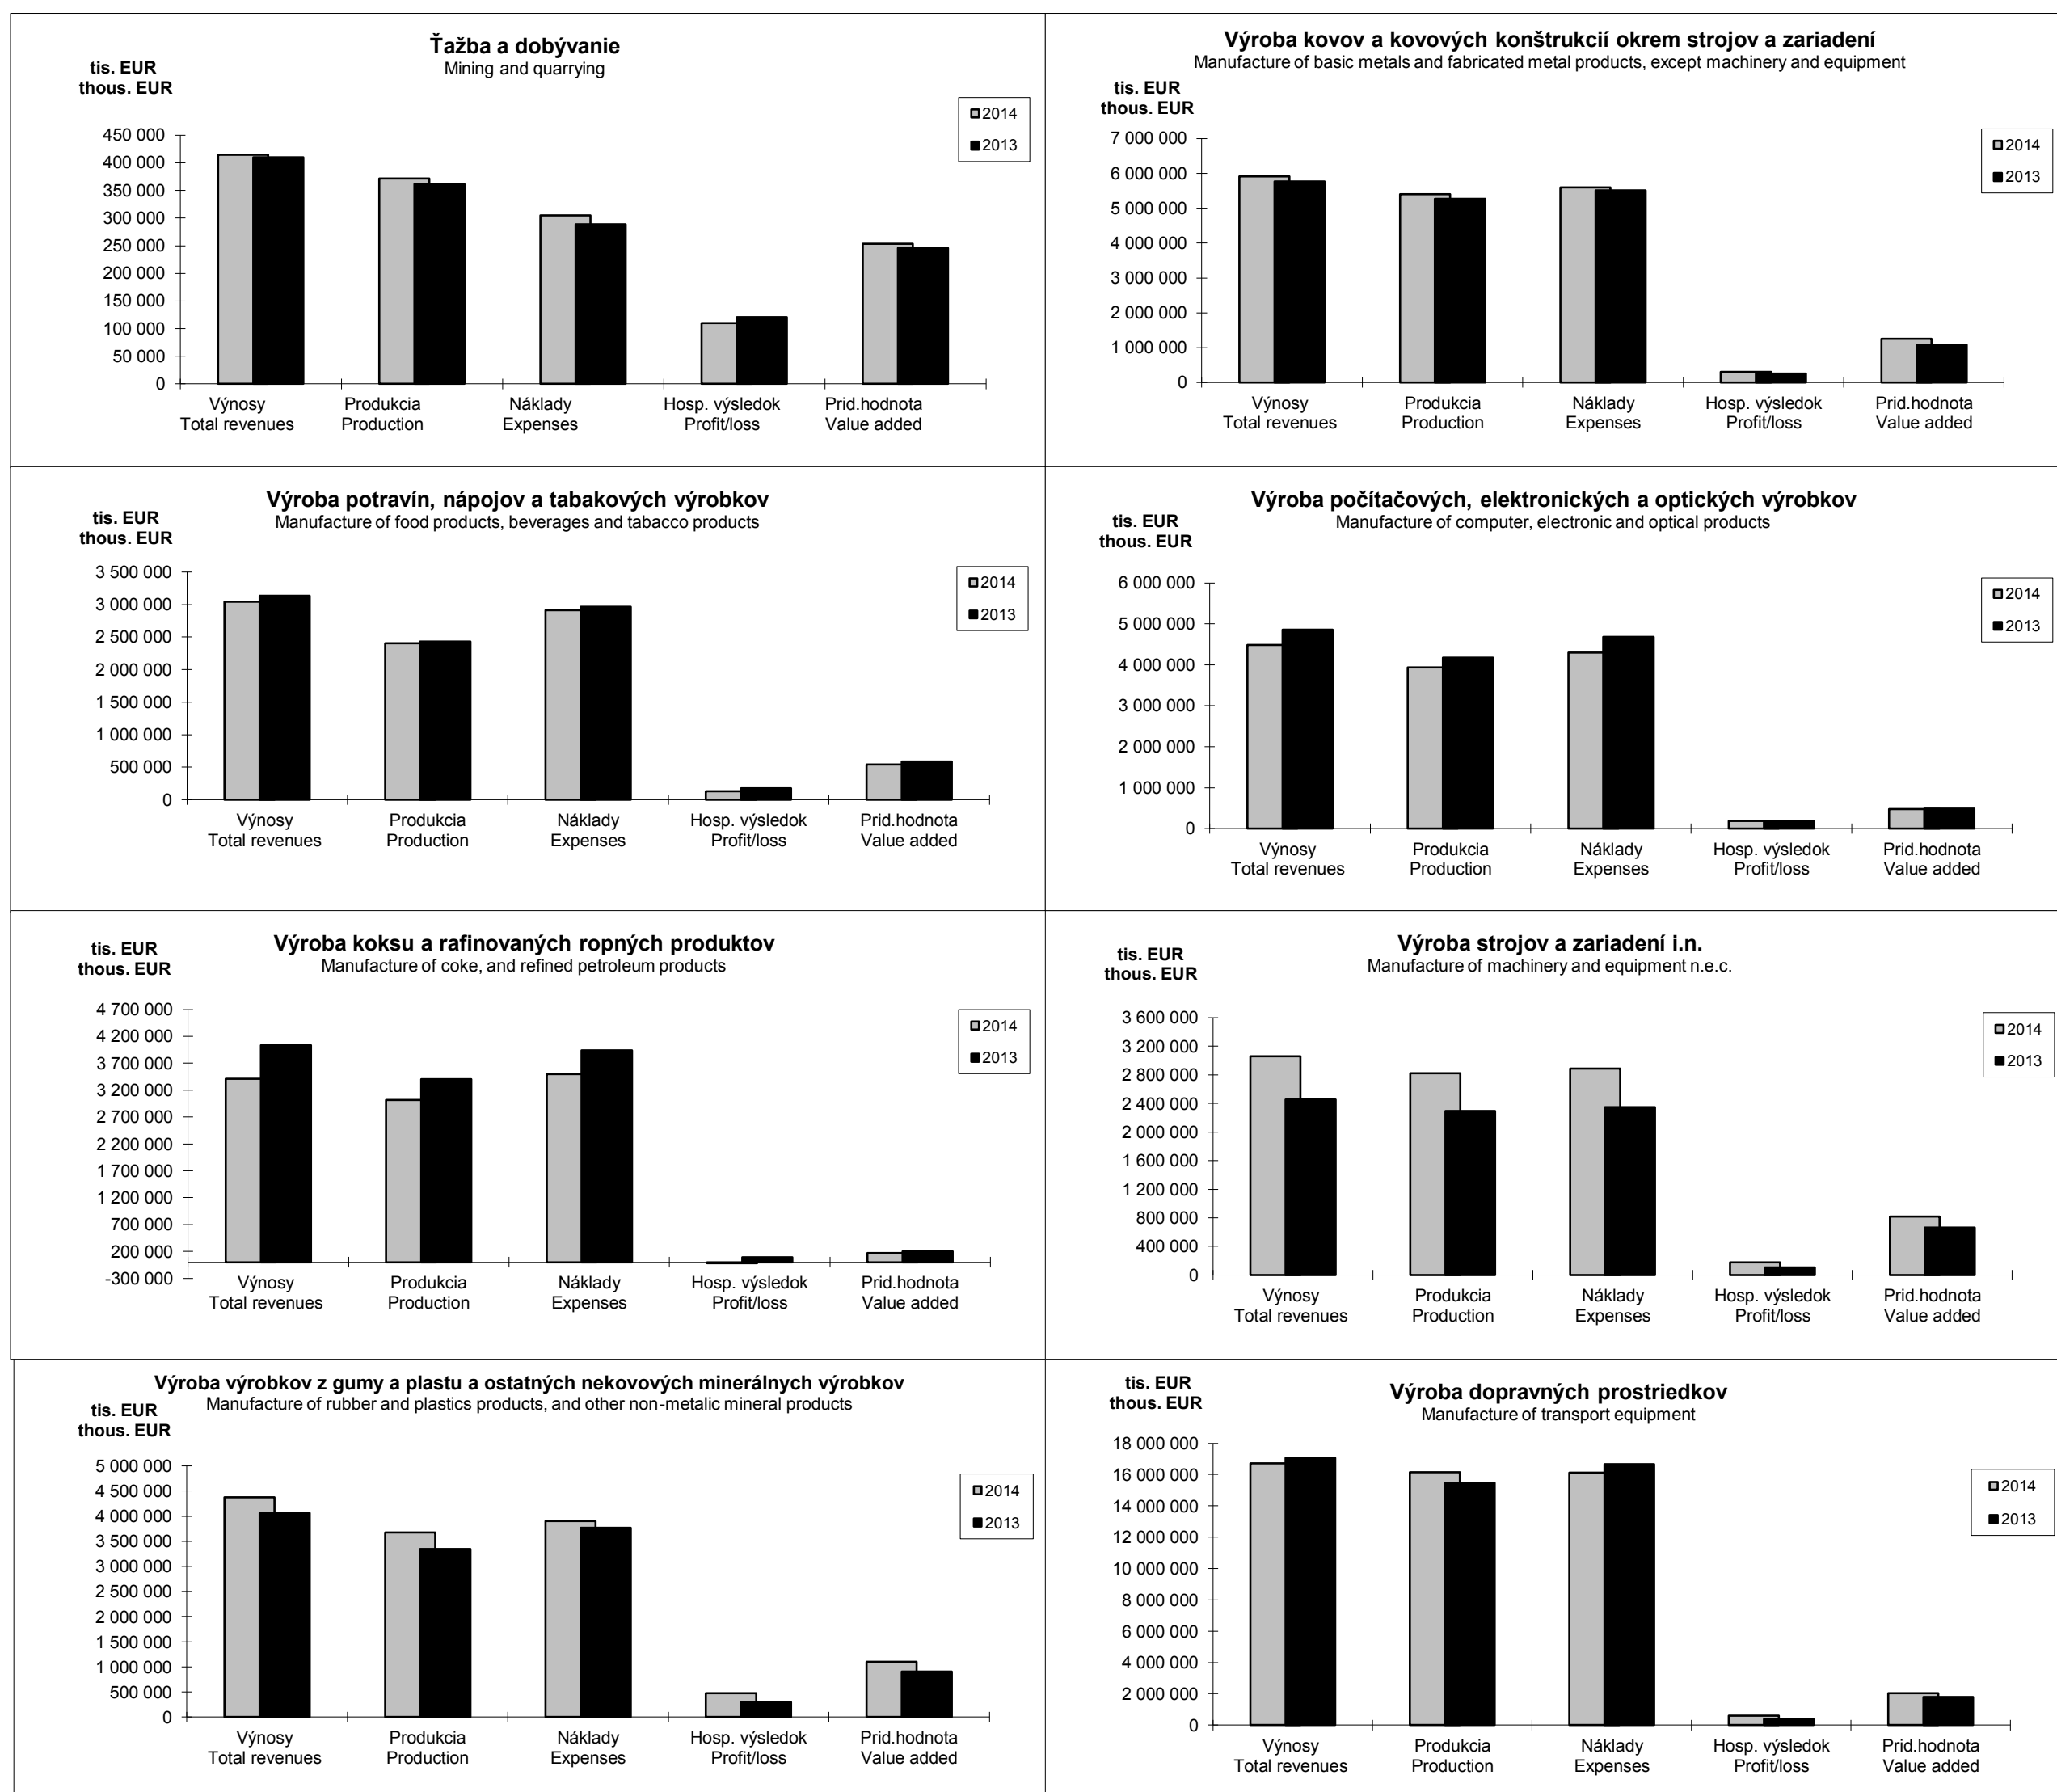 Ťažba a dobývanie
Mining and quarrying
tis. EUR
thous. EUR
2014
2013
450 000
400 000
350 000
300 000
250 000
200 000
150 000
100 000
50 000
0
Výnosy Produkcia Náklady Hosp. výsledok Prid.hodnota
Total revenues Production Expenses Profit/loss Value added
Výroba kovov a kovových konštrukcií okrem strojov a zariadení
Manufacture of basic metals and fabricated metal products, except machinery and equipment
tis. EUR
thous. EUR
2014
2013
7 000 000
6 000 000
5 000 000
4 000 000
3 000 000
2 000 000
1 000 000
0
Výnosy Produkcia Náklady Hosp. výsledok Prid.hodnota
Total revenues Production Expenses Profit/loss Value added
Výroba potravín, nápojov a tabakových výrobkov
Manufacture of food products, beverages and tabacco products
tis. EUR
thous. EUR
2014
2013
3 500 000
3 000 000
2 500 000
2 000 000
1 500 000
1 000 000
500 000
0
Výnosy Produkcia Náklady Hosp. výsledok Prid.hodnota
Total revenues Production Expenses Profit/loss Value added
Výroba počítačových, elektronických a optických výrobkov
Manufacture of computer, electronic and optical products
tis. EUR
thous. EUR
2014
2013
6 000 000
5 000 000
4 000 000
3 000 000
2 000 000
1 000 000
0
Výnosy Produkcia Náklady Hosp. výsledok Prid.hodnota
Total revenues Production Expenses Profit/loss Value added
Výroba koksu a rafinovaných ropných produktov
Manufacture of coke, and refined petroleum products
tis. EUR
thous. EUR
2014
2013
4 700 000
4 200 000
3 700 000
3 200 000
2 700 000
2 200 000
1 700 000
1 200 000
700 000
200 000
-300 000
Výnosy Produkcia Náklady Hosp. výsledok Prid.hodnota
Total revenues Production Expenses Profit/loss Value added
Výroba strojov a zariadení i.n.
Manufacture of machinery and equipment n.e.c.
tis. EUR
thous. EUR
2014
2013
3 600 000
3 200 000
2 800 000
2 400 000
2 000 000
1 600 000
1 200 000
800 000
400 000
0
Výnosy Produkcia Náklady Hosp. výsledok Prid.hodnota
Total revenues Production Expenses Profit/loss Value added
Výroba výrobkov z gumy a plastu a ostatných nekovových minerálnych výrobkov
Manufacture of rubber and plastics products, and other non-metalic mineral products
tis. EUR
thous. EUR
2014
2013
5 000 000
4 500 000
4 000 000
3 500 000
3 000 000
2 500 000
2 000 000
1 500 000
1 000 000
500 000
0
Výnosy Produkcia Náklady Hosp. výsledok Prid.hodnota
Total revenues Production Expenses Profit/loss Value added
Výroba dopravných prostriedkov
Manufacture of transport equipment
tis. EUR
thous. EUR
2014
2013
18 000 000
16 000 000
14 000 000
12 000 000
10 000 000
8 000 000
6 000 000
4 000 000
2 000 000
0
Výnosy Produkcia Náklady Hosp. výsledok Prid.hodnota
Total revenues Production Expenses Profit/loss Value added